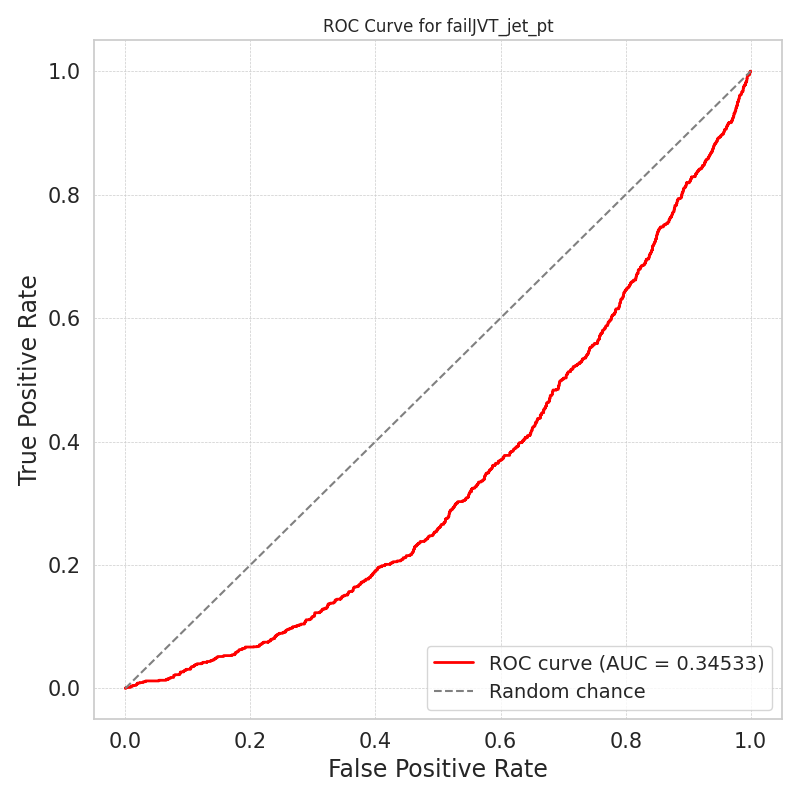 ROC Curve for failJVT_jet_pt
True Positive Rate
1.0
0.8
0.6
0.4
0.2
0.0
ROC curve (AUC = 0.34533)
Random chance
0.0 0.2 0.4 0.6 0.8 1.0
False Positive Rate